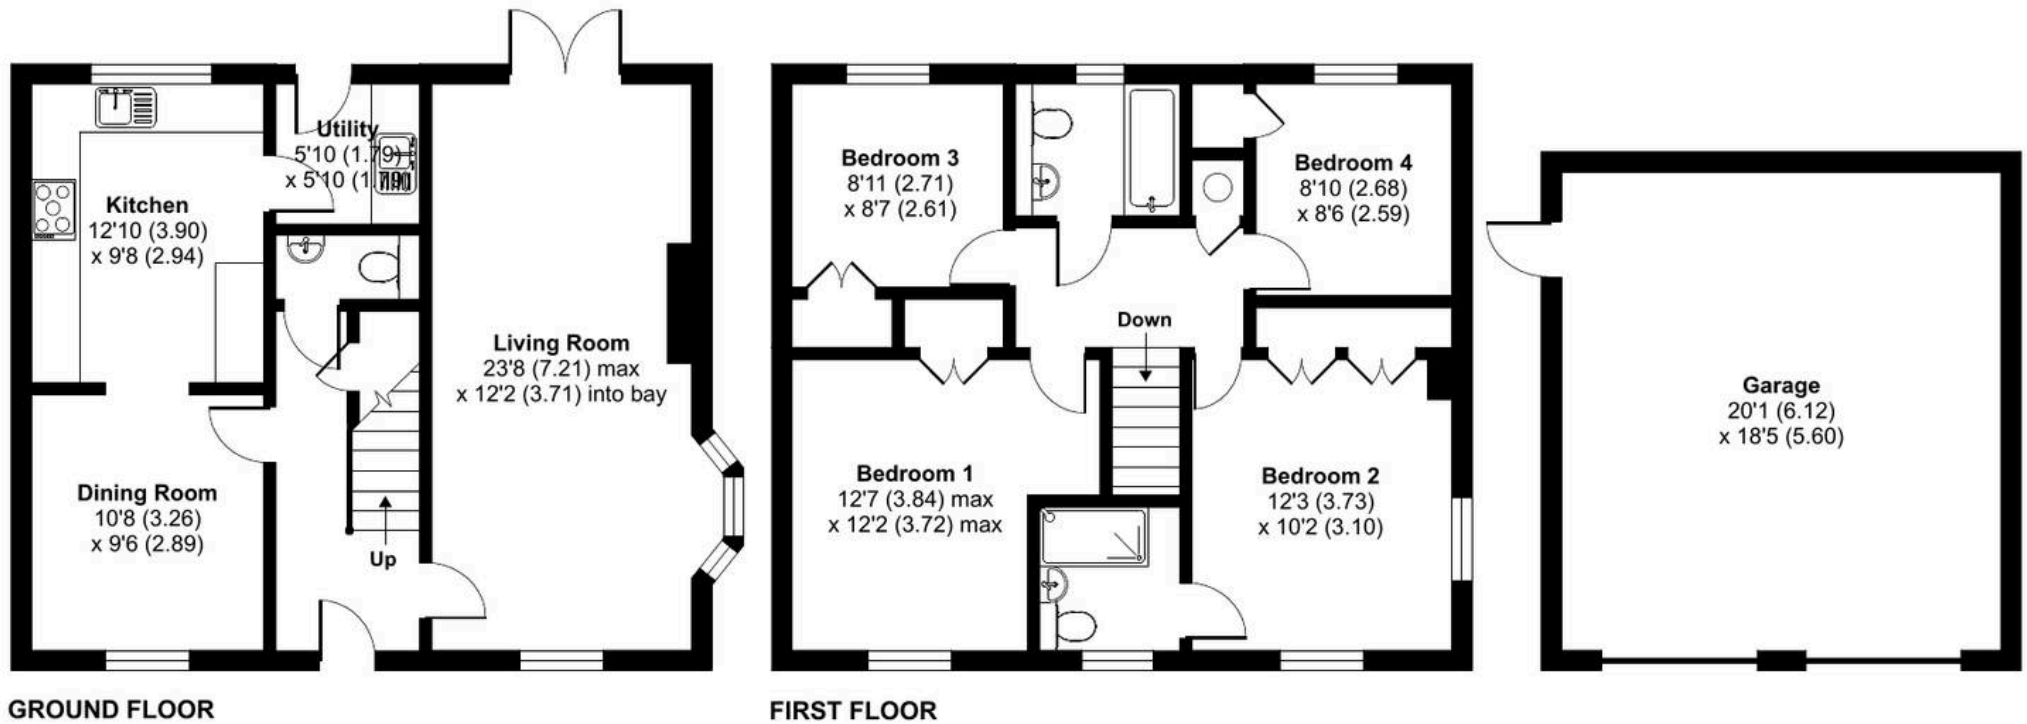 Utility
5'10 (1.79)
x 5'10 (1.79)
Kitchen
12'10 (3.90)
x 9'8 (2.94)
Living Room
23'8 (7.21) max
x 12'2 (3.71) into bay
Dining Room
10'8 (3.26)
x 9'6 (2.89)
Up
GROUND FLOOR
Bedroom 3
8'11 (2.71)
x 8'7 (2.61)
Bedroom 4
8'10 (2.68)
x 8'6 (2.59)
Down
Bedroom 1
12'7 (3.84) max
x 12'2 (3.72) max
Bedroom 2
12'3 (3.73)
x 10'2 (3.10)
FIRST FLOOR
Garage
20'1 (6.12)
x 18'5 (5.60)